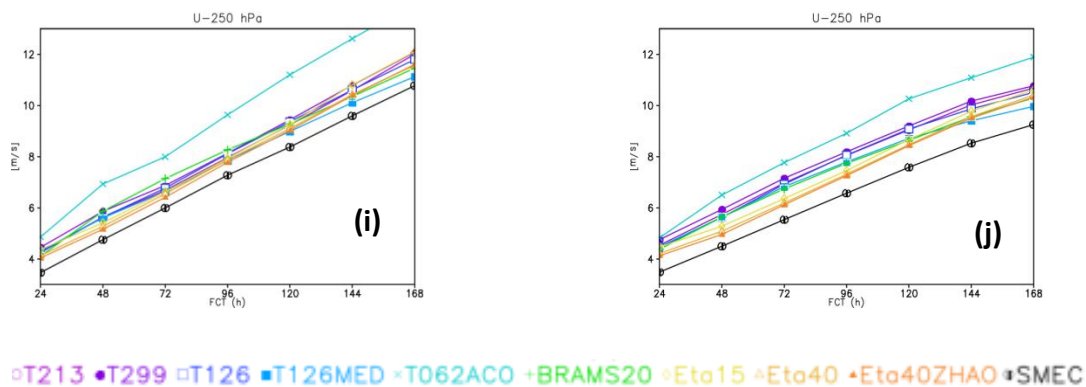 U-250 hPa
12
10
8
6
4
[m/s]
24 48 72 96 120 144 168
FCT (h)
(i)
U-250 hPa
12
10
8
6
4
[m/s]
24 48 72 96 120 144 168
FCT (h)
(j)
T213 T299 T126 T126MED T062ACO BRAMS20 Eta15 Eta40 Eta40ZHAO SMEC